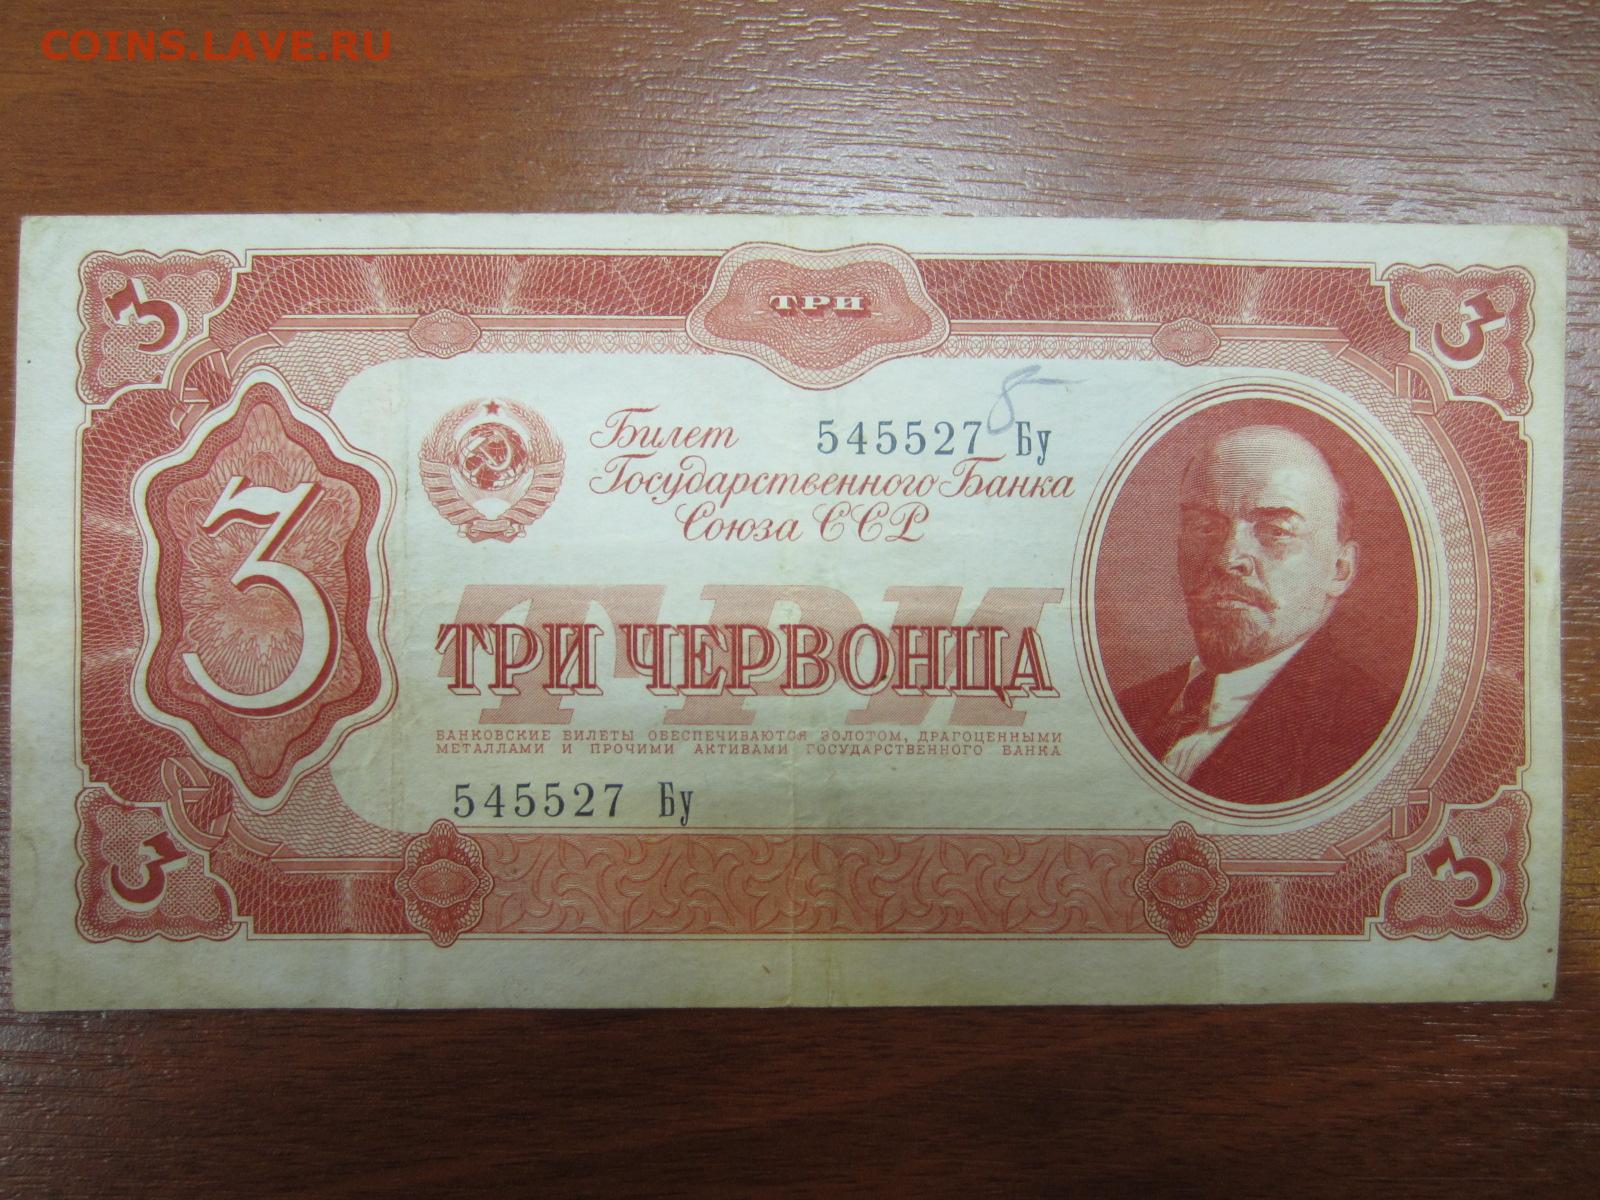 COINS.LAVE.RU
3 ТРИ 3
8
Билет 545527 Бу
Государственного Банка
Союза ССР
3
ТРИ
ТРИ ЧЕРВОНЦА
БАНКОВСКИЕ БИЛЕТЫ ОБЕСПЕЧИВАЮТСЯ ЗОЛОТОМ, ДРАГОЦЕННЫМИ
МЕТАЛЛАМИ И ПРОЧИМИ АКТИВАМИ ГОСУДАРСТВЕННОГО БАНКА
545527 Бу
3 3